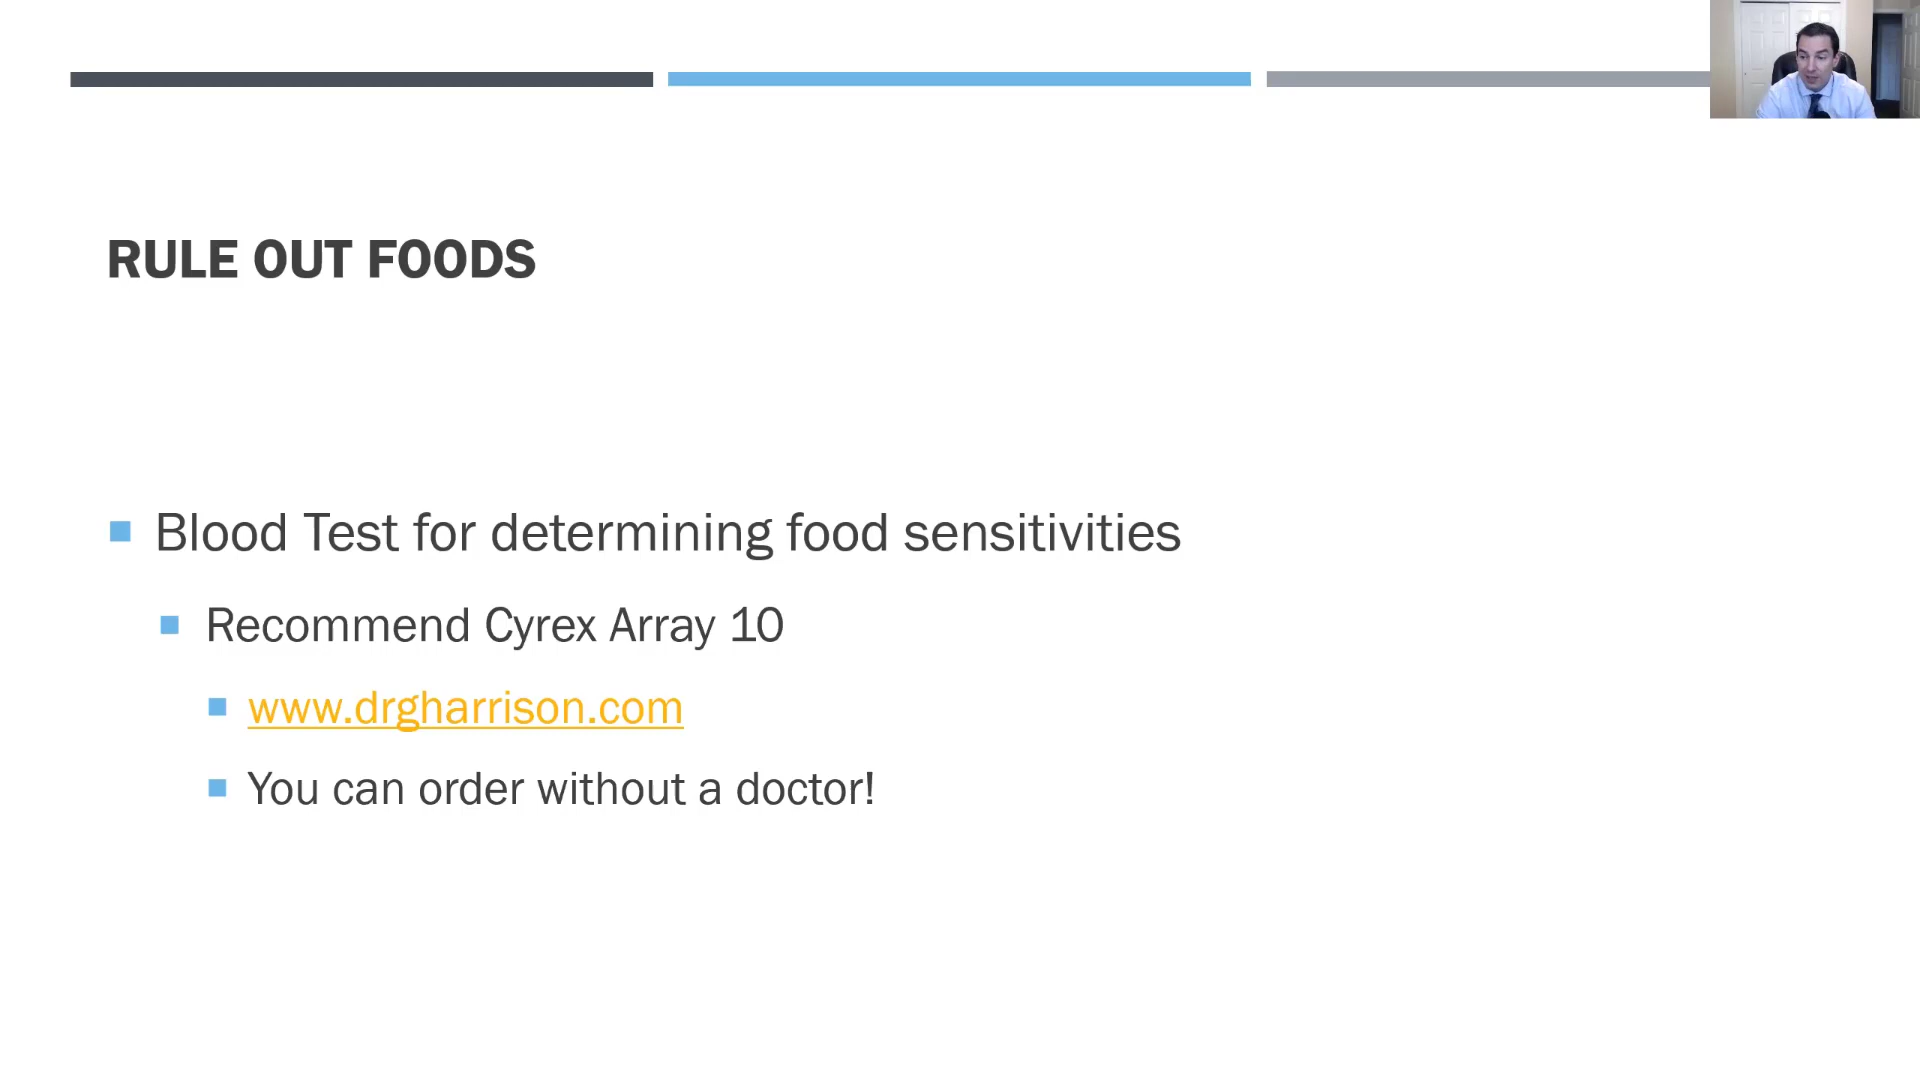 RULE OUT FOODS
Blood Test for determining food sensitivities
Recommend Cyrex Array 10
www.drgharrison.com
You can order without a doctor!